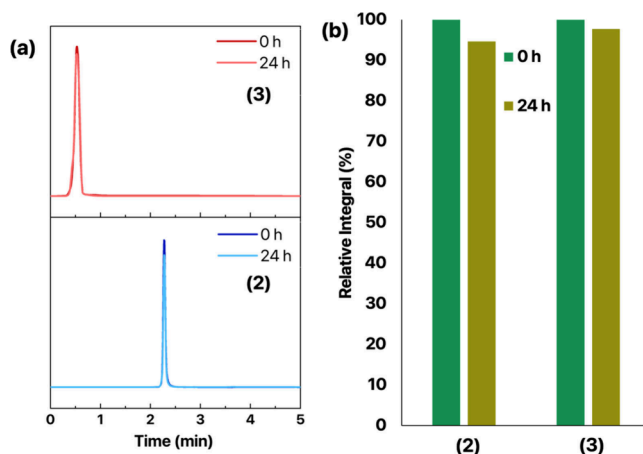 (a)
0 h
24 h
(3)
0 h
24 h
(2)
0 1 2 3 4 5
Time (min)
(b)
100
90
80
70
60
50
40
30
20
10
0
Relative Integral (%)
0 h
24 h
(2) (3)